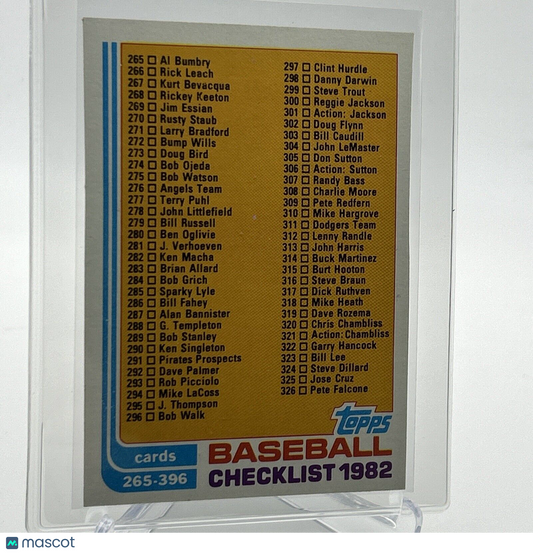 265 Al Bumbry
266 Rick Leach
267 Kurt Bevacqua
268 Rickey Keeton
269 Jim Essian
270 Rusty Staub
271 Larry Bradford
272 Bump Wills
273 Doug Bird
274 Bob Ojeda
275 Bob Watson
276 Angels Team
277 Terry Puhl
278 John Littlefield
279 Bill Russell
280 Ben Oglivie
281 J. Verhoeven
282 Ken Macha
283 Brian Allard
284 Bob Grich
285 Sparky Lyle
286 Bill Fahey
287 Alan Bannister
288 G. Templeton
289 Bob Stanley
290 Ken Singleton
291 Pirates Prospects
292 Dave Palmer
293 Rob Picciolo
294 Mike LaCoss
295 J. Thompson
296 Bob Walk
297 Clint Hurdle
298 Danny Darwin
299 Steve Trout
300 Reggie Jackson
301 Action: Jackson
302 Doug Flynn
303 Bill Caudill
304 John LeMaster
305 Don Sutton
306 Action: Sutton
307 Randy Bass
308 Charlie Moore
309 Pete Redfern
310 Mike Hargrove
311 Dodgers Team
312 Lenny Randle
313 John Harris
314 Buck Martinez
315 Burt Hooton
316 Steve Braun
317 Dick Ruthven
318 Mike Heath
319 Dave Rozema
320 Chris Chambliss
321 Action: Chambliss
322 Garry Hancock
323 Bill Lee
324 Steve Dillard
325 Jose Cruz
326 Pete Falcone
topps
cards
265-396
BASEBALL
CHECKLIST 1982
mascot